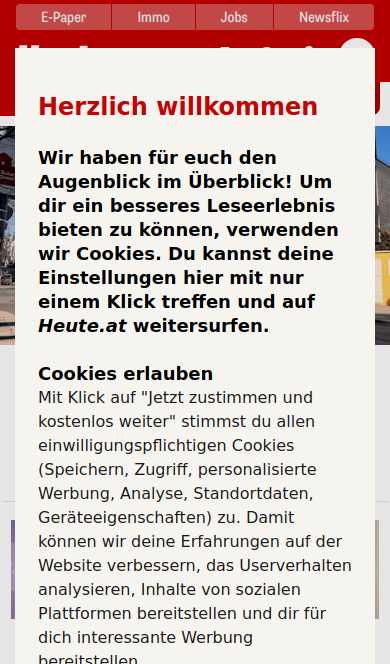 E-Paper
Immo
Jobs
Newsflix
Herzlich willkommen
Wir haben für euch den
Augenblick im Überblick! Um
dir ein besseres Leseerlebnis
bieten zu können, verwenden
wir Cookies. Du kannst deine
Einstellungen hier mit nur
einem Klick treffen und auf
Heute.at weitersurfen.
Cookies erlauben
Mit Klick auf "Jetzt zustimmen und
kostenlos weiter" stimmst du allen
einwilligungspflichtigen Cookies
(Speichern, Zugriff, personalisierte
Werbung, Analyse, Standortdaten,
Geräteeigenschaften) zu. Damit
können wir deine Erfahrungen auf der
Website verbessern, das Userverhalten
analysieren, Inhalte von sozialen
Plattformen bereitstellen und dir für
dich interessante Werbung
bereitstellen